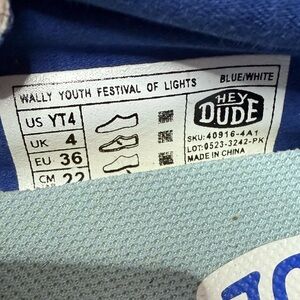 WALLY YOUTH FESTIVAL OF LIGHTS
BLUE/WHITE
US YT4
UK 4
EU 36
CM 22
HEY
DUDE
SKU:40916-4A1
LOT:0523-3242-PK
MADE IN CHINA